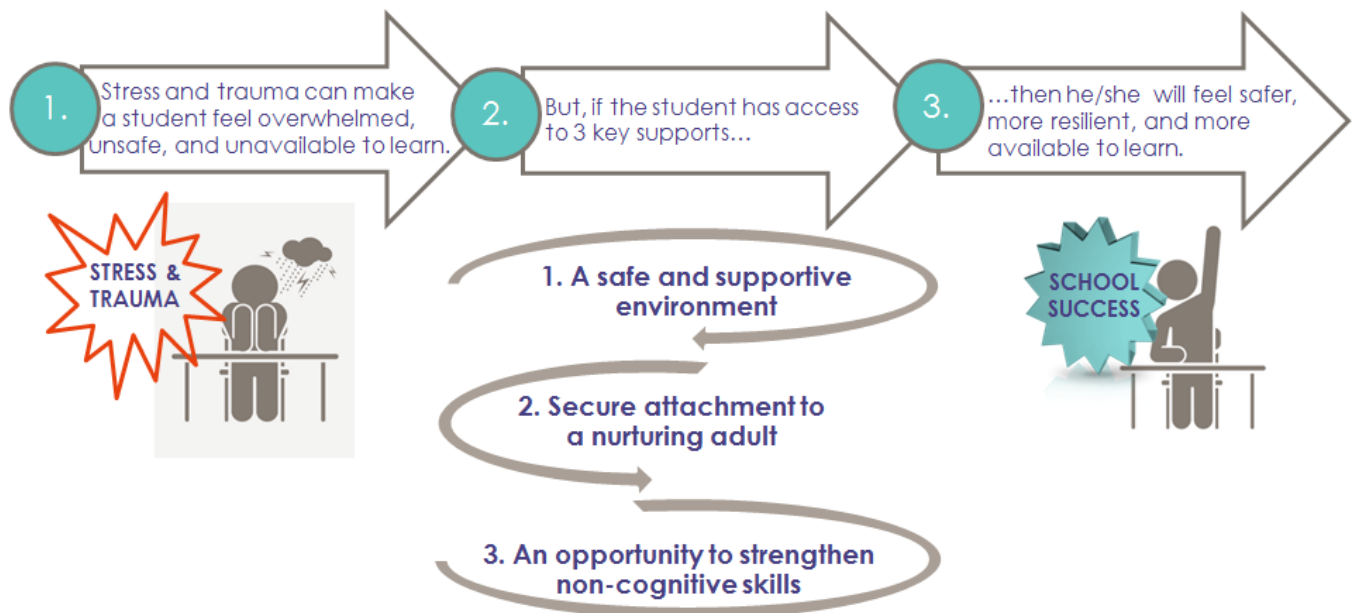 1.
Stress and trauma can make
a student feel overwhelmed,
unsafe, and unavailable to learn.
2.
But, if the student has access
to 3 key supports…
3.
…then he/she will feel safer,
more resilient, and more
available to learn.
STRESS &
TRAUMA
1. A safe and supportive
environment
2. Secure attachment to
a nurturing adult
3. An opportunity to strengthen
non-cognitive skills
SCHOOL
SUCCESS